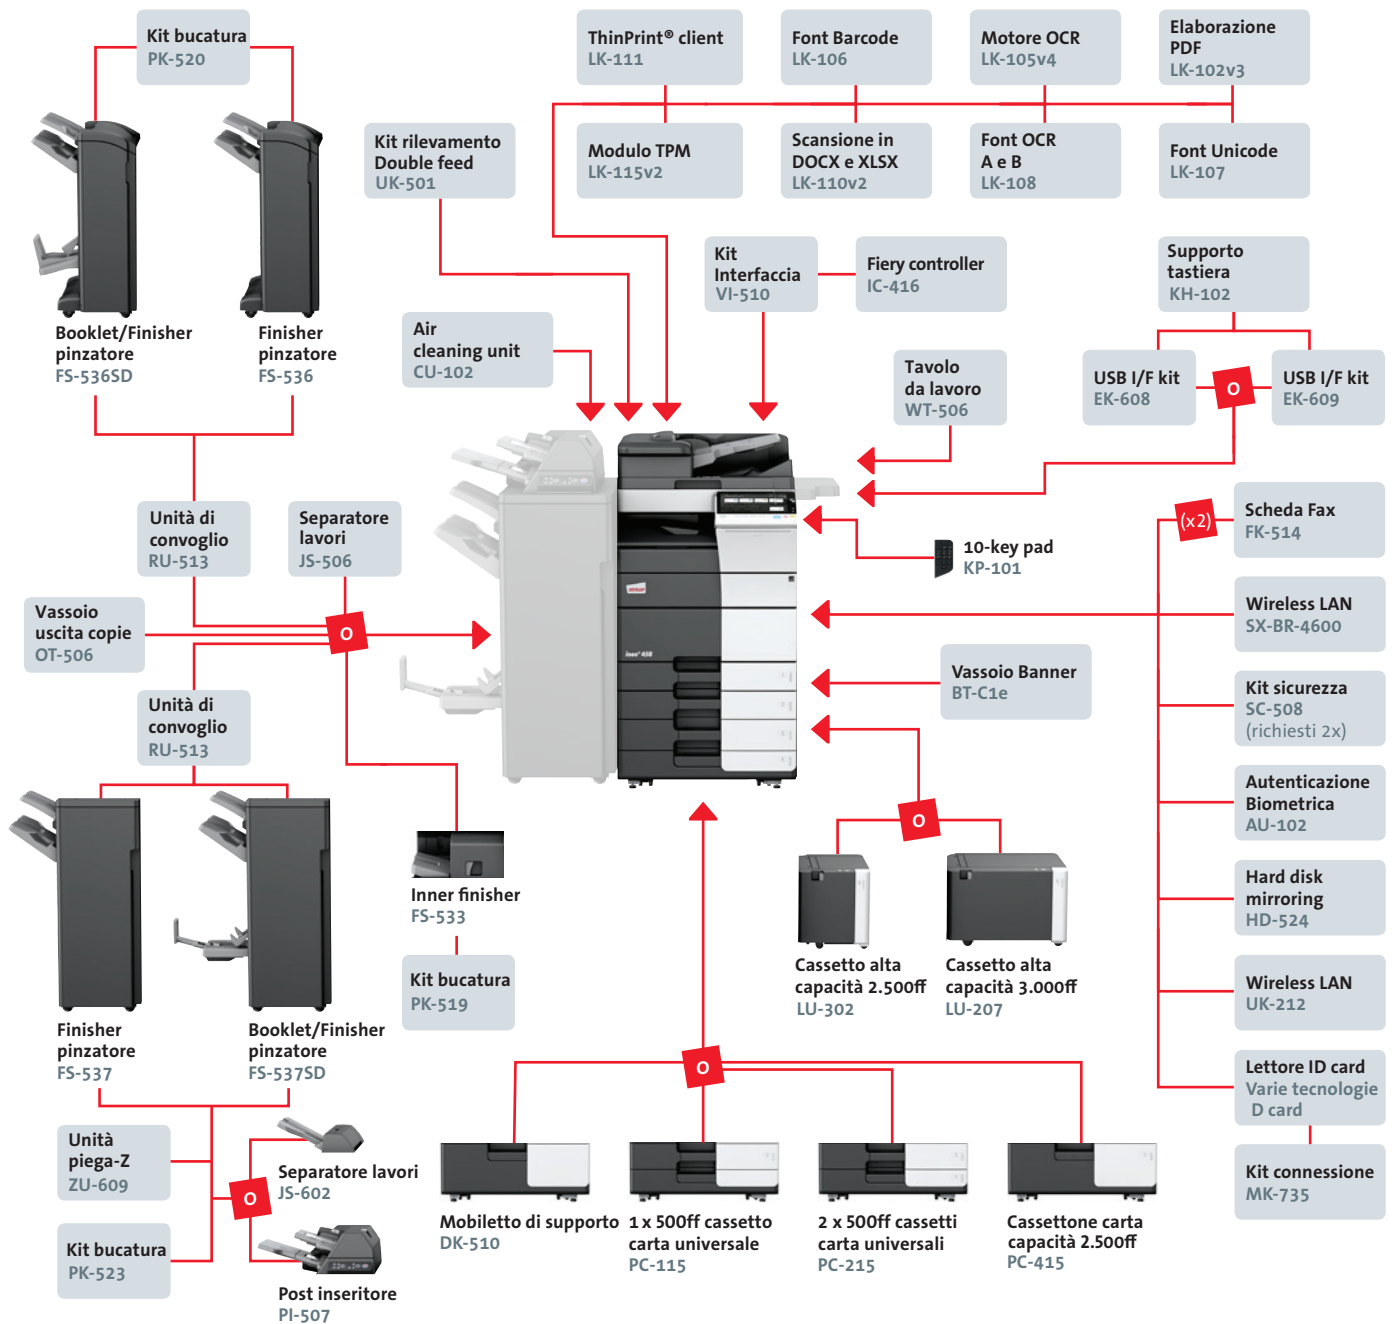 Kit bucatura
PK-520
ThinPrint® client
LK-111
Font Barcode
LK-106
Motore OCR
LK-105v4
Elaborazione
PDF
LK-102v3
Kit rilevamento
Double feed
UK-501
Modulo TPM
LK-115v2
Scansione in
DOCX e XLSX
LK-110v2
Font OCR
A e B
LK-108
Font Unicode
LK-107
Kit
Interfaccia
VI-510
Fiery controller
IC-416
Supporto
tastiera
KH-102
Booklet/Finisher
pinzatore
FS-536SD
Finisher
pinzatore
FS-536
Air
cleaning unit
CU-102
Tavolo
da lavoro
WT-506
USB I/F kit
EK-608
O
USB I/F kit
EK-609
Unità di
convoglio
RU-513
Separatore
lavori
JS-506
10-key pad
KP-101
(x2)
Scheda Fax
FK-514
Vassoio
uscita copie
OT-506
O
Wireless LAN
SX-BR-4600
Vassoio Banner
BT-C1e
Kit sicurezza
SC-508
(richiesti 2x)
Unità di
convoglio
RU-513
Autenticazione
Biometrica
AU-102
O
Inner finisher
FS-533
Hard disk
mirroring
HD-524
Kit bucatura
PK-519
Cassetto alta
capacità 2.500ff
LU-302
Cassetto alta
capacità 3.000ff
LU-207
Wireless LAN
UK-212
Finisher
pinzatore
FS-537
Booklet/Finisher
pinzatore
FS-537SD
O
Lettore ID card
Varie tecnologie
D card
Unità
piega-Z
ZU-609
Separatore lavori
JS-602
O
Kit bucatura
PK-523
Post inseritore
PI-507
Mobiletto di supporto
DK-510
1 x 500ff cassetto
carta universale
PC-115
2 x 500ff cassetti
carta universali
PC-215
Cassettone carta
capacità 2.500ff
PC-415
Kit connessione
MK-735